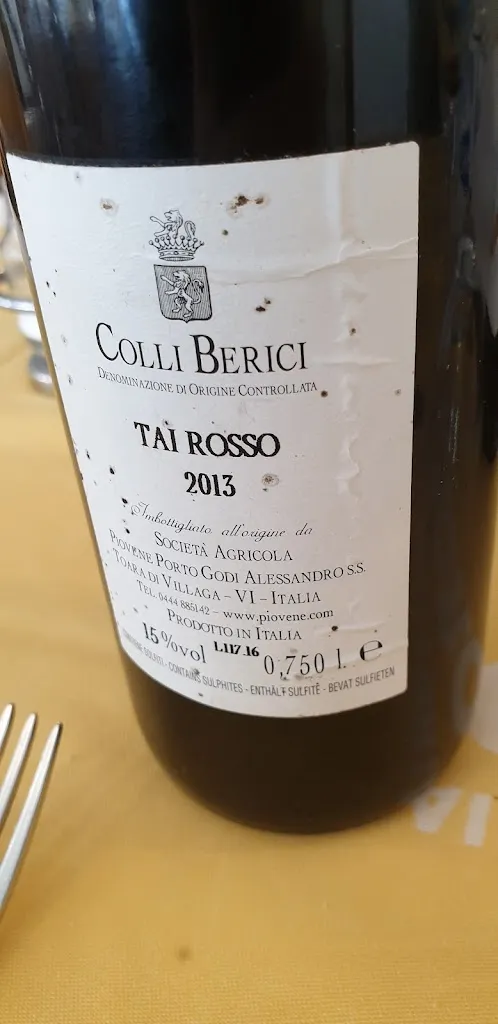 COLLI BERICI
DENOMINAZIONE DI ORIGINE CONTROLLATA
TAI ROSSO
2013
Imbottigliato all'origine da
SOCIETÀ AGRICOLA
PIOVENE PORTO GODI ALESSANDRO S.S.
TOARA DI VILLAGA - VI - ITALIA
TEL. 0444 885142 - www.piovene.com
PRODOTTO IN ITALIA
15%vol L117.16 0,750 l e
SOLFITI - CONTAINS SULPHITES - ENTHÄLT SULFITE - BEVAT SULFIETEN